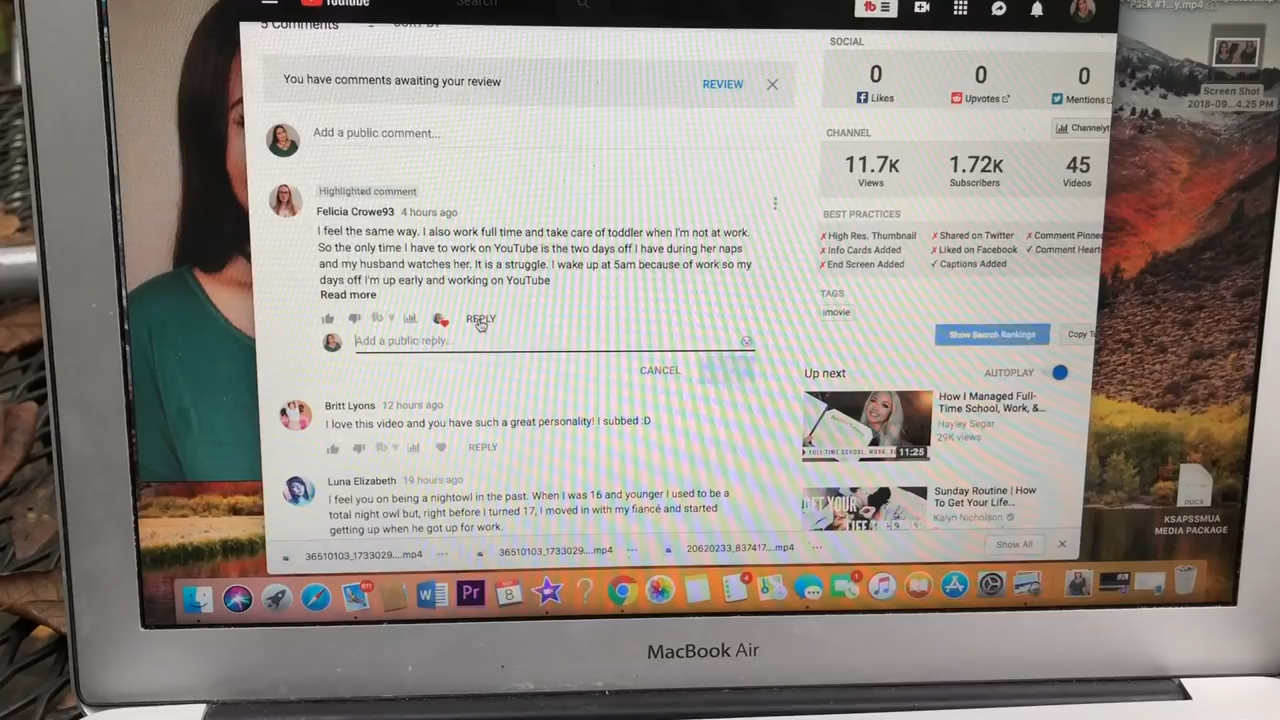 YouTube
Search
5 Comments
SORT BY
You have comments awaiting your review
REVIEW
Add a public comment...
Highlighted comment
Felicia Crowe93 4 hours ago
I feel the same way. I also work full time and take care of toddler when I'm not at work.
So the only time I have to work on YouTube is the two days off I have during her naps
and my husband watches her. It is a struggle. I wake up at 5am because of work so my
days off I'm up early and working on YouTube
Read more
REPLY
Add a public reply...
CANCEL
Britt Lyons 12 hours ago
I love this video and you have such a great personality! I subbed :D
REPLY
Luna Elizabeth 19 hours ago
I feel you on being a nightowl in the past. When I was 16 and younger I used to be a
total night owl but, right before I turned 17, I moved in with my fiancé and started
getting up when he got up for work.
SOCIAL
0 0 0
Likes Upvotes Mentions
CHANNEL
Channelyt
11.7K 1.72K 45
Views Subscribers Videos
BEST PRACTICES
✗ High Res. Thumbnail ✗ Shared on Twitter ✗ Comment Pinned
✗ Info Cards Added ✗ Liked on Facebook ✓ Comment Heart
✗ End Screen Added ✓ Captions Added
TAGS
imovie
Show Search Rankings
Copy
Up next
AUTOPLAY
How I Managed Full-
Time School, Work, &...
Hayley Segar
29K views
FULL-TIME SCHOOL, WORK,
11:25
Sunday Routine | How
To Get Your Life...
Kalyn Nicholson
GET YOUR
36510103_1733029....mp4
36510103_1733029....mp4
20620233_837417....mp4
Show All
Pack #1...y.mp4
Screen Shot
2018-09...4.25 PM
DOCX
KSAPSSMUA
MEDIA PACKAGE
W
Pr
8
MacBook Air